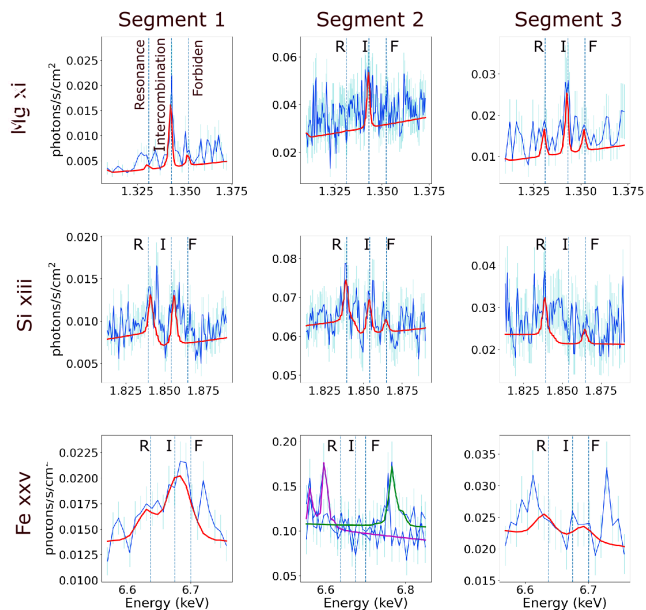 Segment 1 Segment 2 Segment 3
Mg xi
photons/s/s/cm²
0.025
0.020
0.015
0.010
0.005
Resonance
Intercombination
Forbiden
1.325 1.350 1.375
R I F
0.06
0.04
0.02
1.325 1.350 1.375
R I F
0.03
0.02
0.01
1.325 1.350 1.375
Si xiii
photons/s/s/cm²
R I F
0.020
0.015
0.010
0.005
1.825 1.850 1.875
R I F
0.08
0.07
0.06
0.05
1.825 1.850 1.875
R I F
0.04
0.03
0.02
1.825 1.850 1.875
Fe xxv
photons/s/s/cm²
R I F
0.0225
0.0200
0.0175
0.0150
0.0125
0.0100
6.6 6.7
Energy (keV)
R I F
0.20
0.15
0.10
0.05
6.6 6.7 6.8
Energy (keV)
R I F
0.035
0.030
0.025
0.020
0.015
6.6 6.7
Energy (keV)